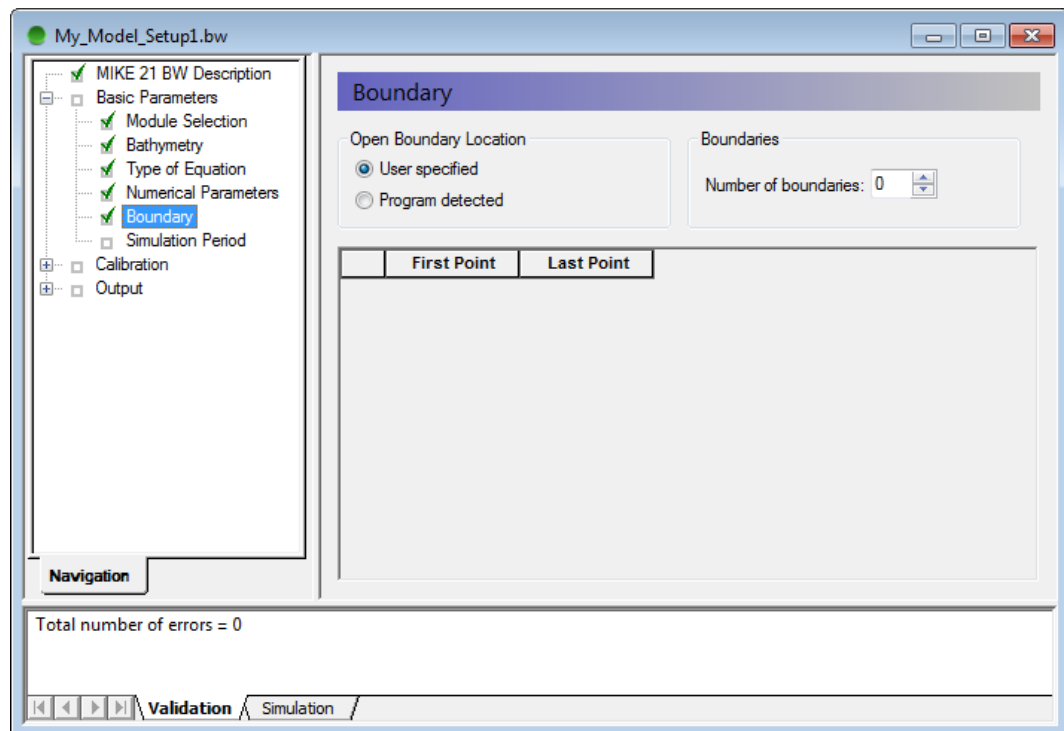 My_Model_Setup1.bw
MIKE 21 BW Description
Basic Parameters
Module Selection
Bathymetry
Type of Equation
Numerical Parameters
Boundary
Simulation Period
Calibration
Output
Navigation
Boundary
Open Boundary Location
User specified
Program detected
Boundaries
Number of boundaries: 0
First Point Last Point
Total number of errors = 0
Validation Simulation